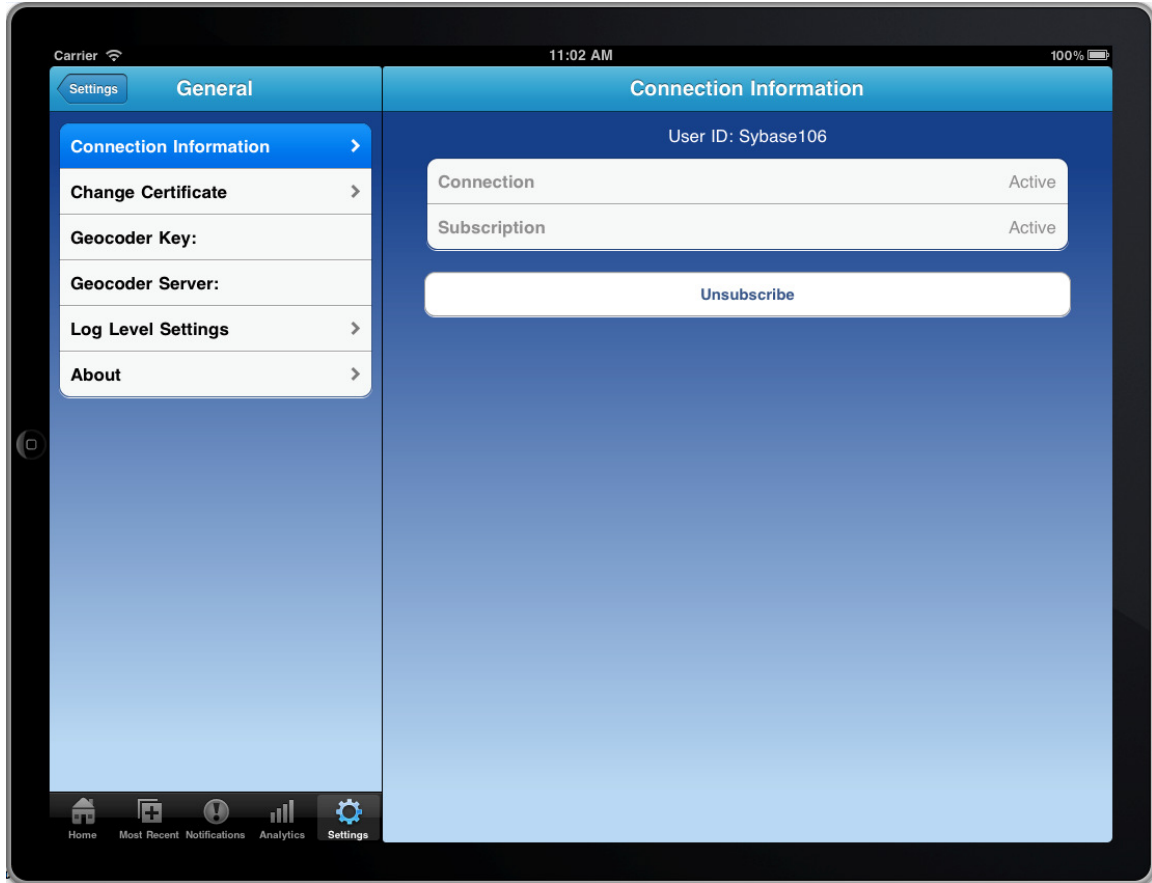 Carrier 11:02 AM 100%
Settings General
Connection Information
Change Certificate
Geocoder Key:
Geocoder Server:
Log Level Settings
About
Home Most Recent Notifications Analytics Settings
Connection Information
User ID: Sybase106
Connection Active
Subscription Active
Unsubscribe